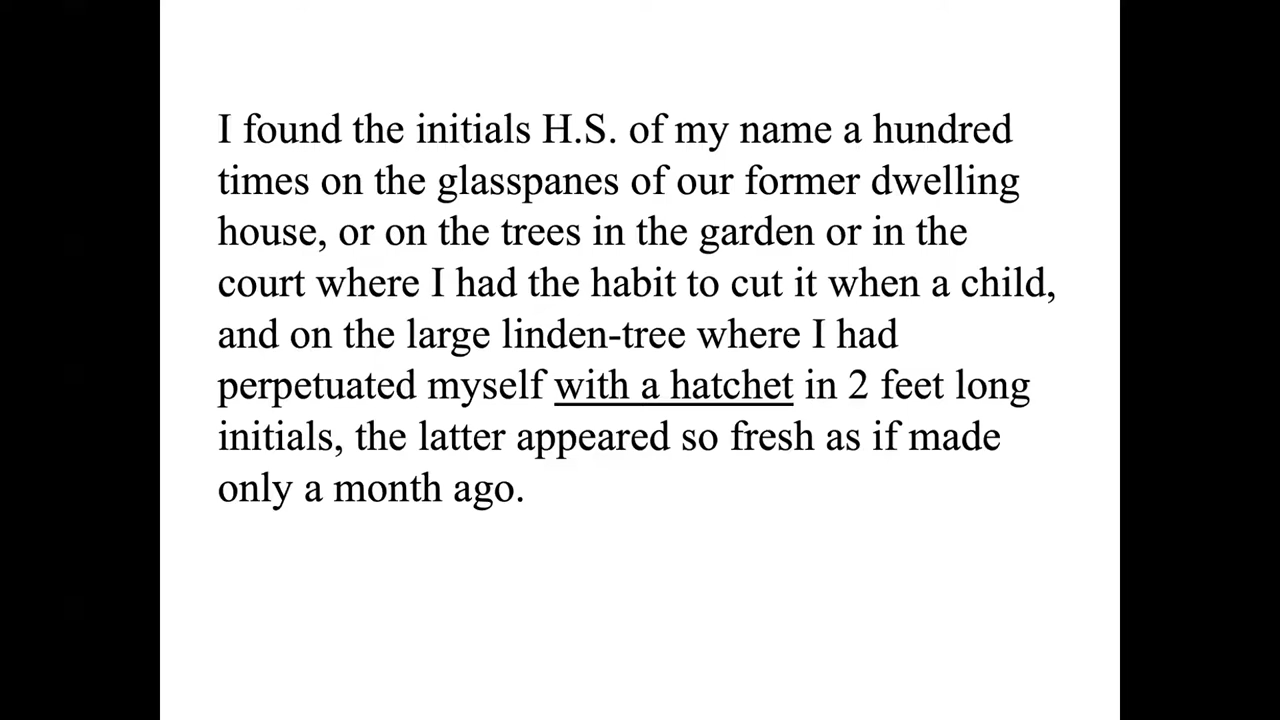 I found the initials H.S. of my name a hundred
times on the glasspanes of our former dwelling
house, or on the trees in the garden or in the
court where I had the habit to cut it when a child,
and on the large linden-tree where I had
perpetuated myself with a hatchet in 2 feet long
initials, the latter appeared so fresh as if made
only a month ago.